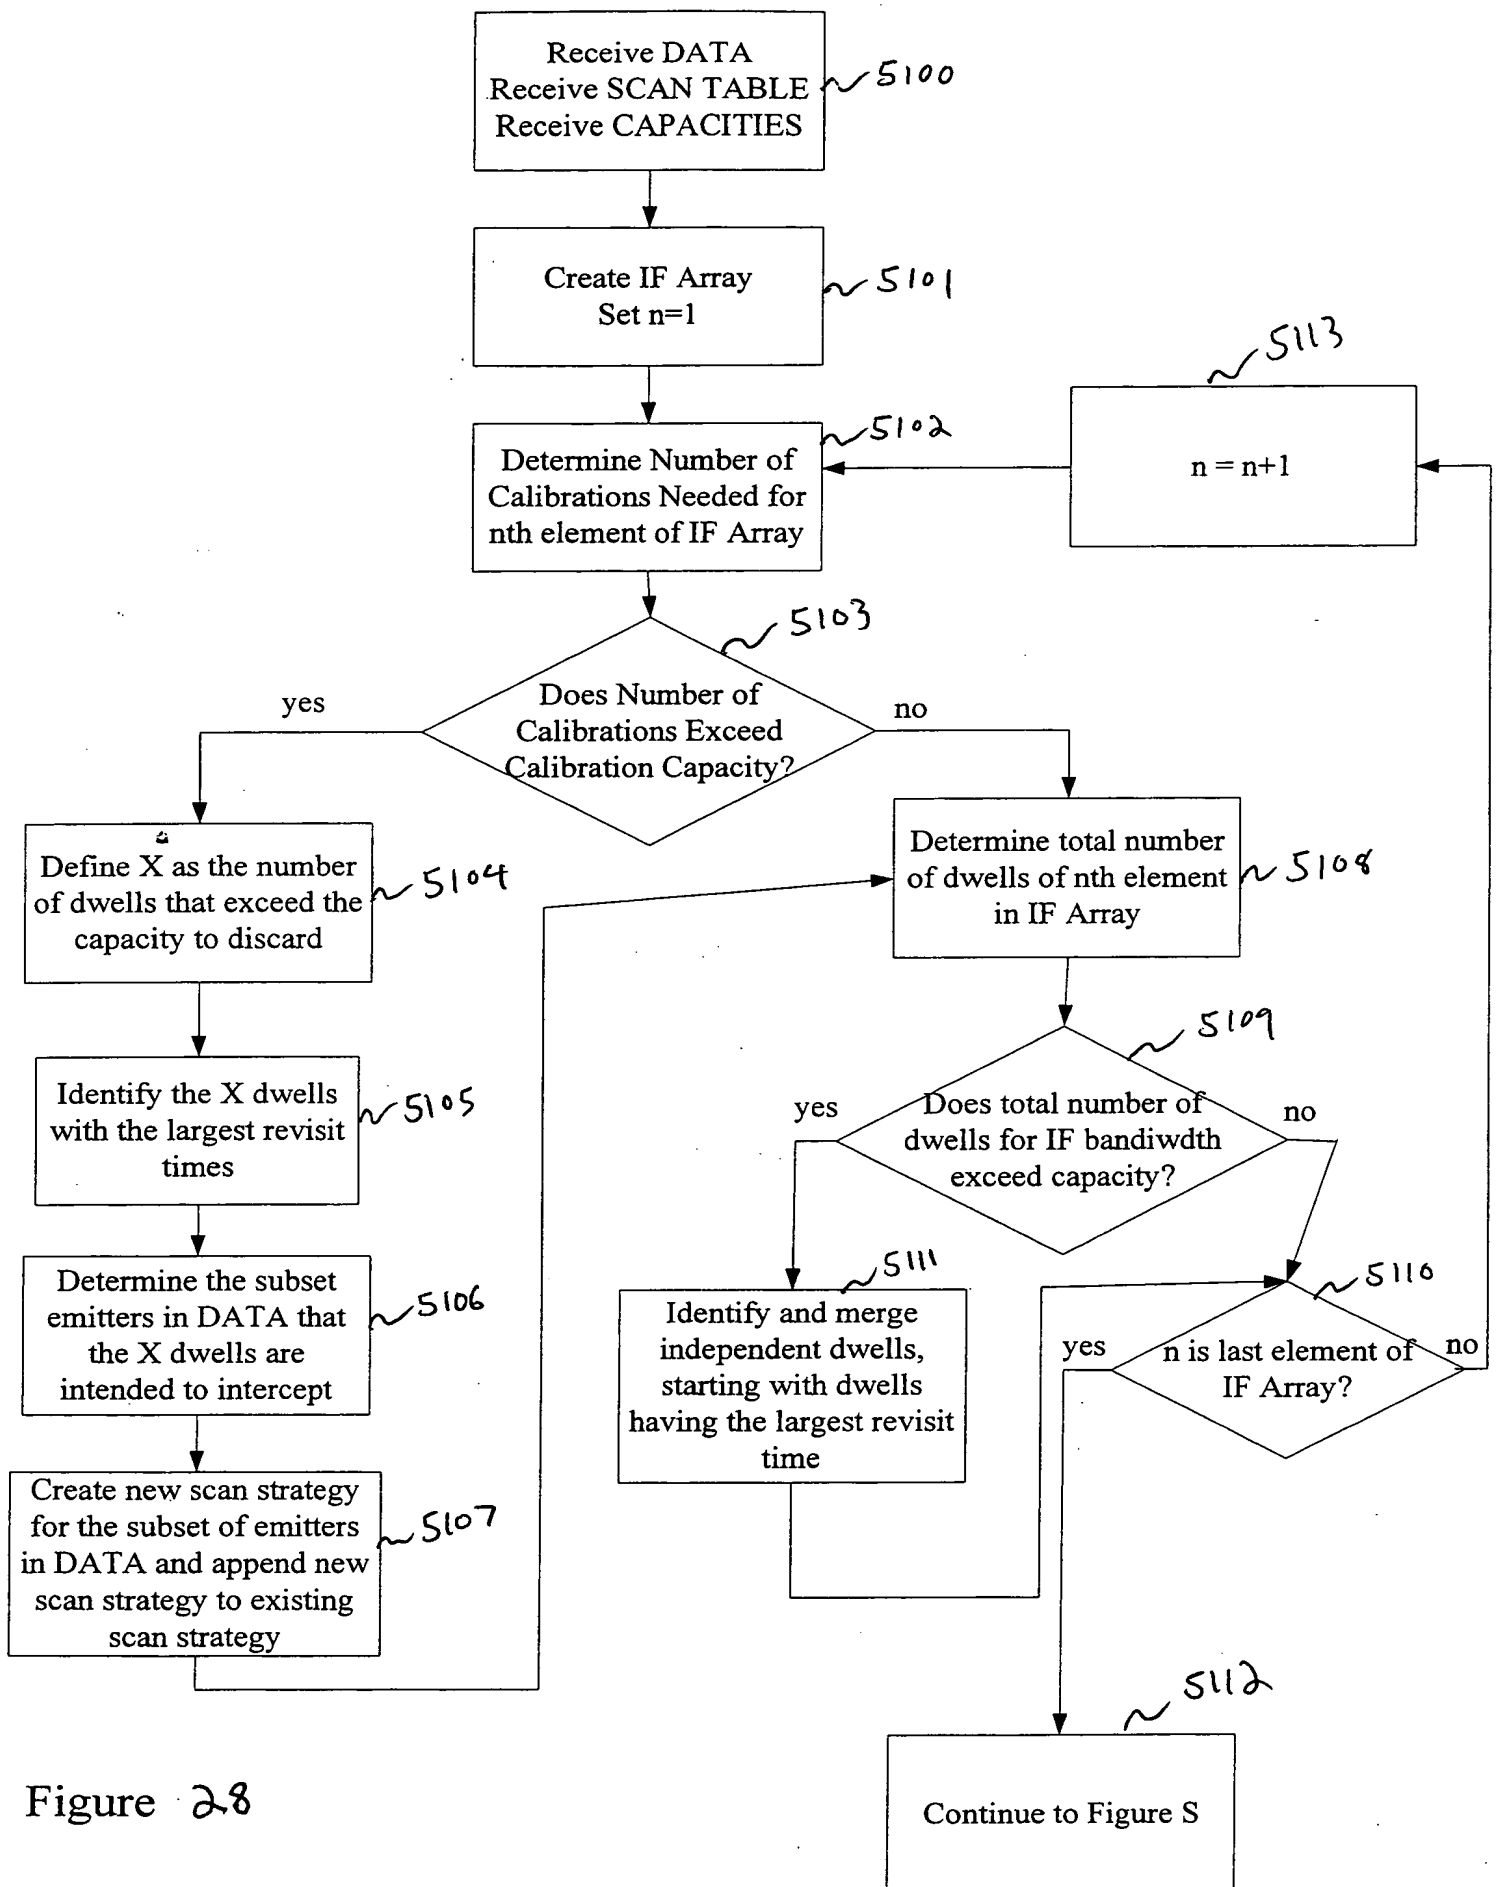 Receive DATA
Receive SCAN TABLE
Receive CAPACITIES
5100
Create IF Array
Set n=1
5101
5113
n = n+1
5102
Determine Number of
Calibrations Needed for
nth element of IF Array
5103
Does Number of
Calibrations Exceed
Calibration Capacity?
yes
no
Define X as the number
of dwells that exceed the
capacity to discard
5104
Determine total number
of dwells of nth element
in IF Array
5108
Identify the X dwells
with the largest revisit
times
5105
5109
Does total number of
dwells for IF bandiwdth
exceed capacity?
yes
no
Determine the subset
emitters in DATA that
the X dwells are
intended to intercept
5106
5111
Identify and merge
independent dwells,
starting with dwells
having the largest revisit
time
5110
n is last element of
IF Array?
yes
no
Create new scan strategy
for the subset of emitters
in DATA and append new
scan strategy to existing
scan strategy
5107
5112
Continue to Figure S
Figure 28